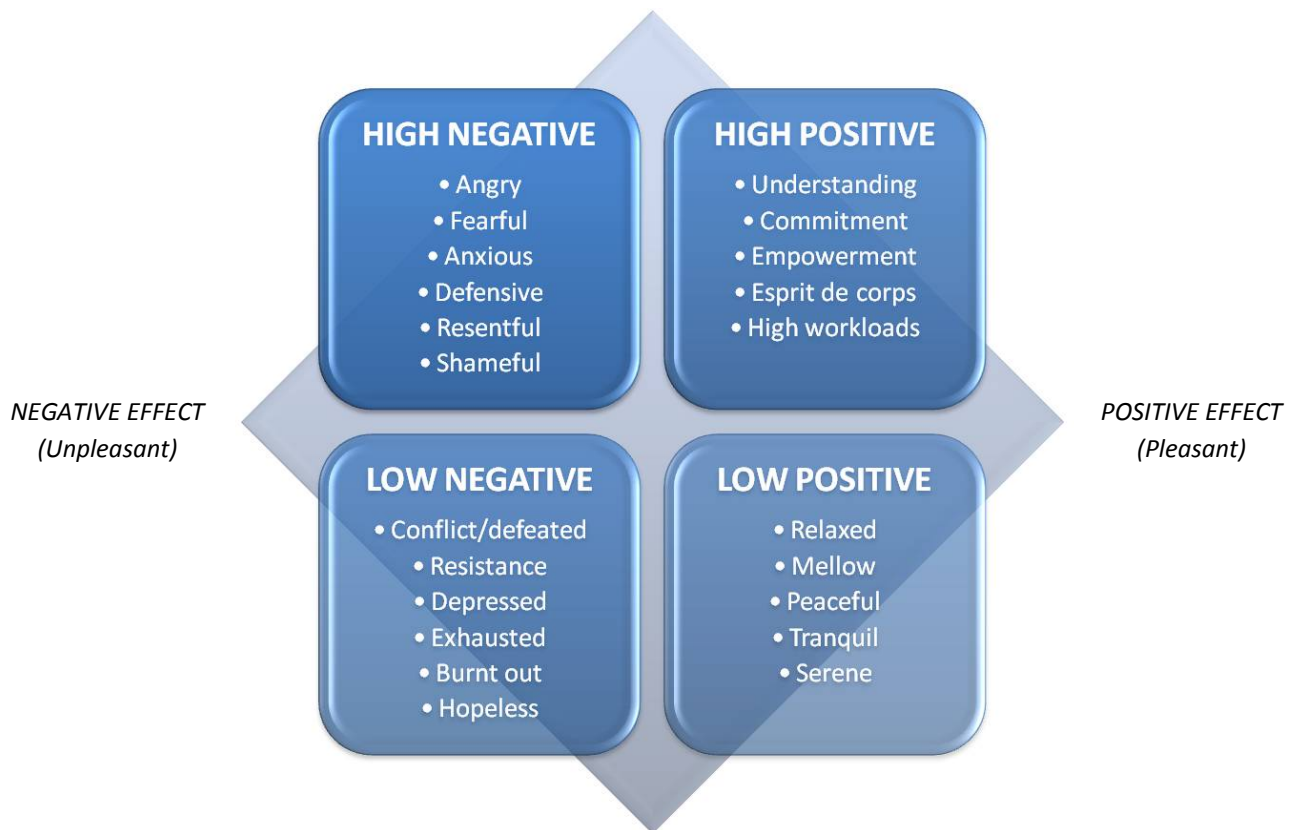 HIGH NEGATIVE
• Angry
• Fearful
• Anxious
• Defensive
• Resentful
• Shameful
HIGH POSITIVE
• Understanding
• Commitment
• Empowerment
• Esprit de corps
• High workloads
NEGATIVE EFFECT
(Unpleasant)
POSITIVE EFFECT
(Pleasant)
LOW NEGATIVE
• Conflict/defeated
• Resistance
• Depressed
• Exhausted
• Burnt out
• Hopeless
LOW POSITIVE
• Relaxed
• Mellow
• Peaceful
• Tranquil
• Serene